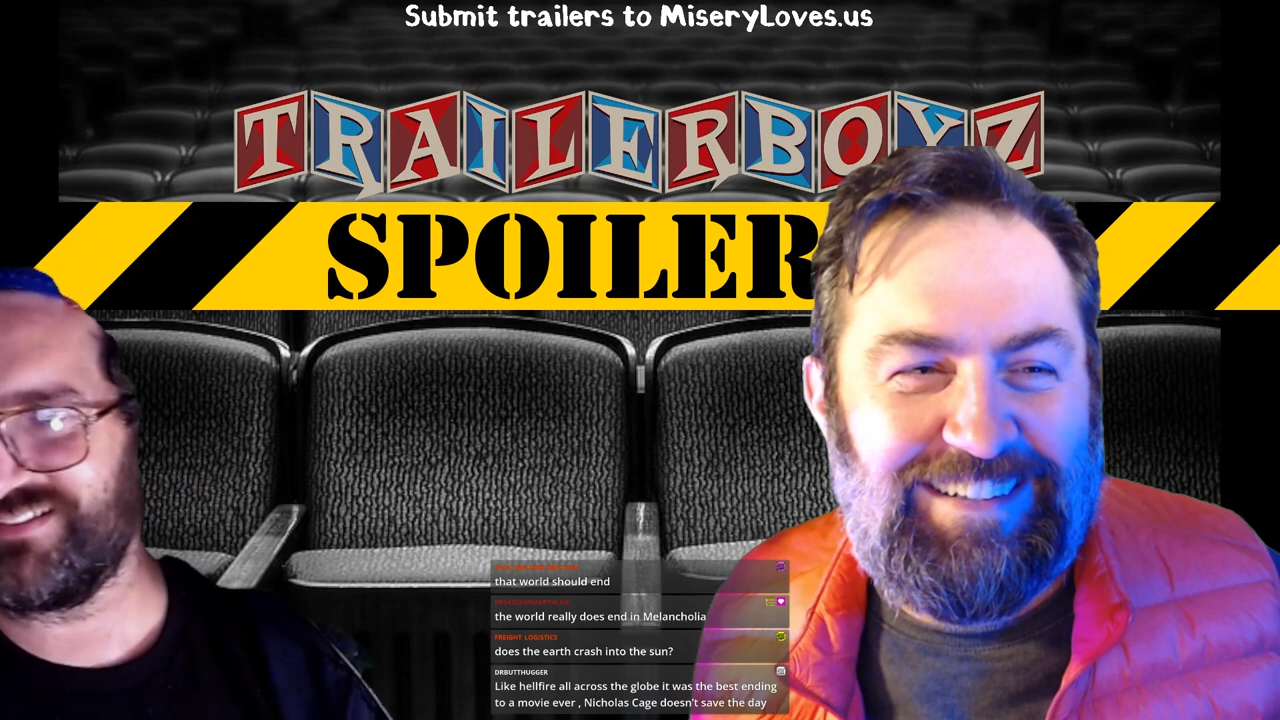 Submit trailers to MiseryLoves.us
TRAILERBOYZ
SPOILER
that world should end
the world really does end in Melancholia
FREIGHT LOGISTICS
does the earth crash into the sun?
DRBUTTHUGGER
Like hellfire all across the globe it was the best ending
to a movie ever , Nicholas Cage doesn't save the day